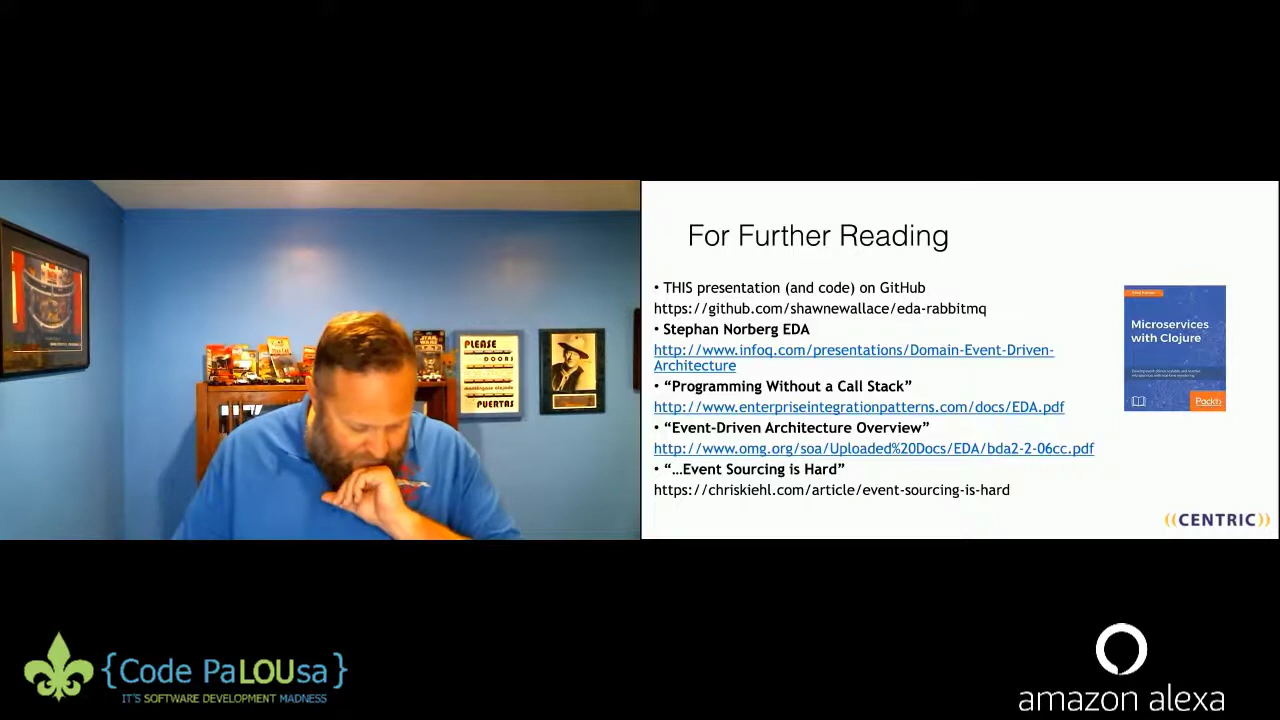 For Further Reading
• THIS presentation (and code) on GitHub
https://github.com/shawnewallace/eda-rabbitmq
• Stephan Norberg EDA
http://www.infoq.com/presentations/Domain-Event-Driven-
Architecture
• “Programming Without a Call Stack”
http://www.enterpriseintegrationpatterns.com/docs/EDA.pdf
• “Event-Driven Architecture Overview”
http://www.omg.org/soa/Uploaded%20Docs/EDA/bda2-2-06cc.pdf
• “…Event Sourcing is Hard”
https://chriskiehl.com/article/event-sourcing-is-hard
Microservices
with Clojure
Packt>
((CENTRIC))
PLEASE
DOORS
PUERTAS
STAR
WARS
{Code PaLOUsa}
IT'S SOFTWARE DEVELOPMENT MADNESS
amazon alexa